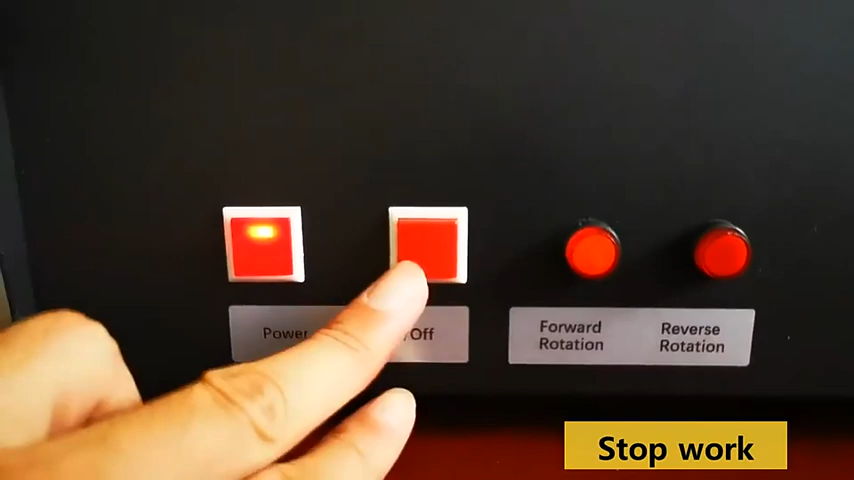 Power
/Off
Forward
Rotation
Reverse
Rotation
Stop work